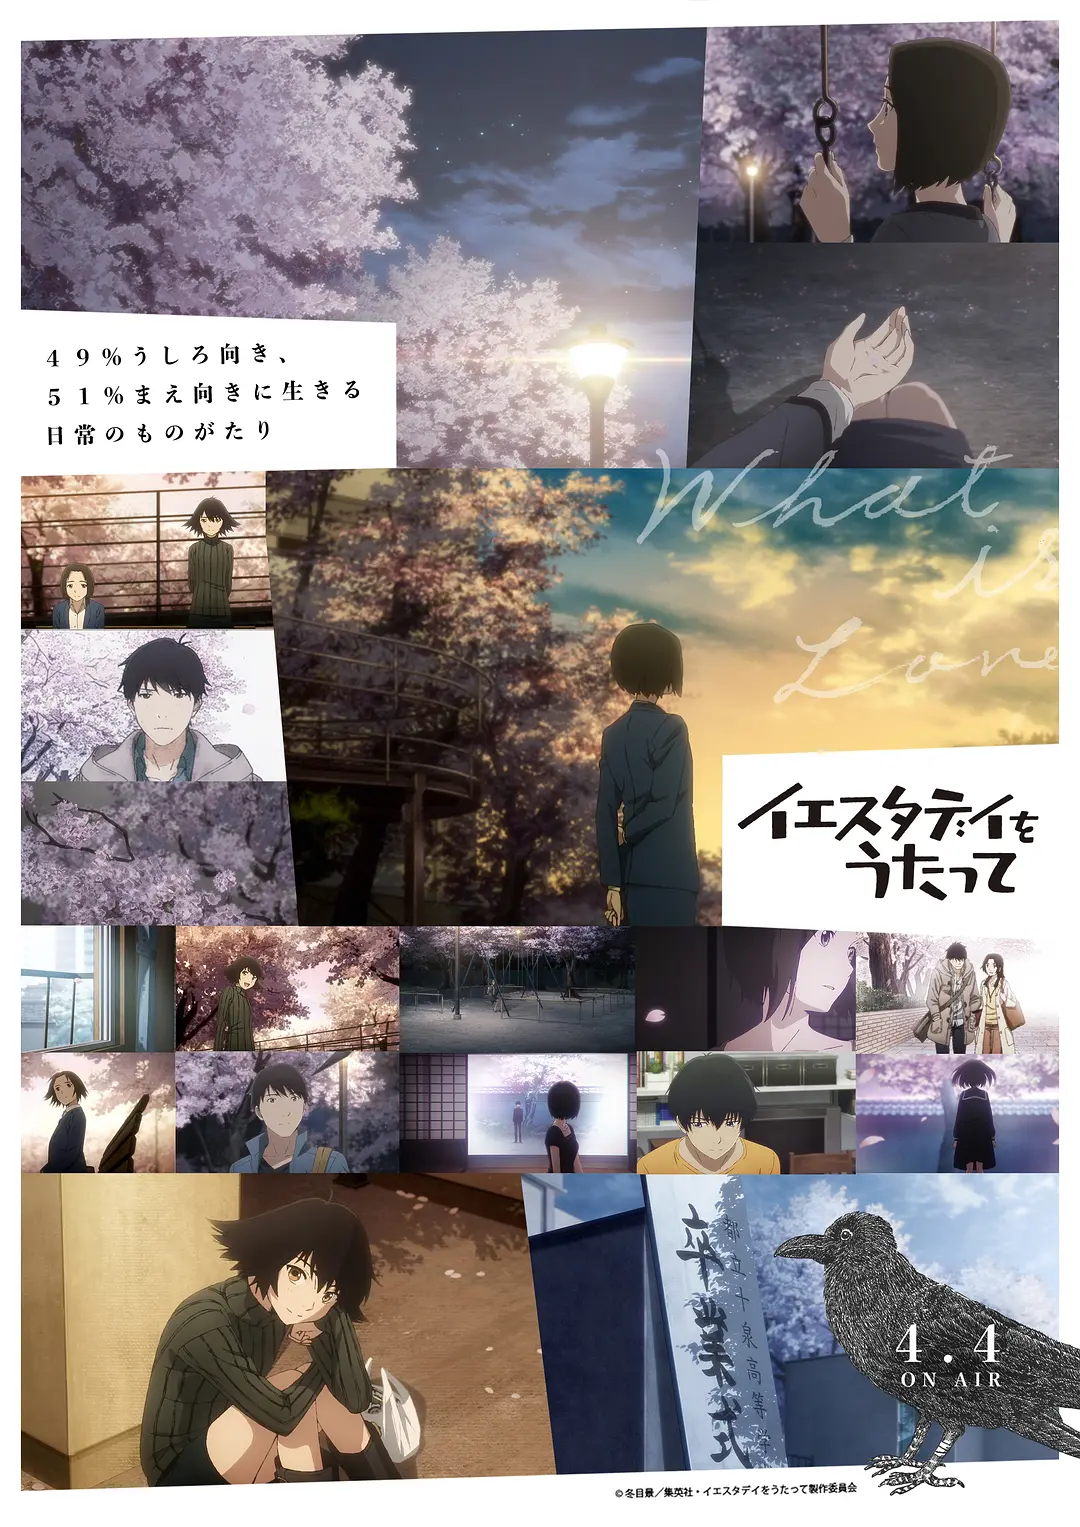 49%うしろ向き、
51%まえ向きに生きる
日常のものがたり
What
is
Love
イエスタデイを
うたって
都立十泉高等学
卒業式
4.4
ON AIR
©冬目景／集英社・イエスタデイをうたって製作委員会